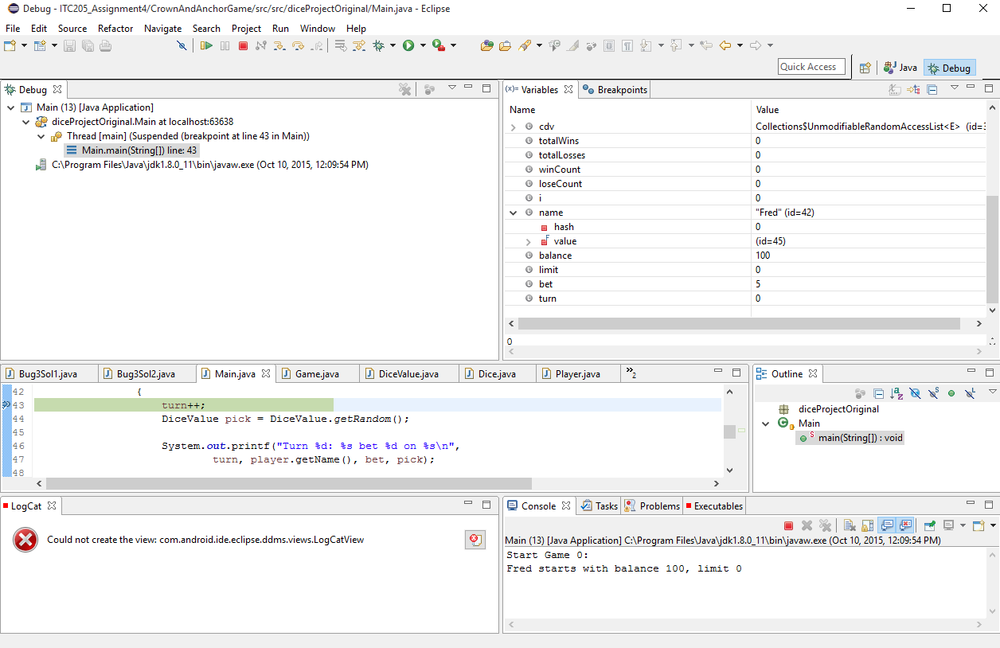 Debug - ITC205_Assignment4/CrownAndAnchorGame/src/src/diceProjectOriginal/Main.java - Eclipse
File Edit Source Refactor Navigate Search Project Run Window Help
Quick Access Java Debug
Debug
Main (13) [Java Application]
diceProjectOriginal.Main at localhost:63638
Thread [main] (Suspended (breakpoint at line 43 in Main))
Main.main(String[]) line: 43
C:\Program Files\Java\jdk1.8.0_11\bin\javaw.exe (Oct 10, 2015, 12:09:54 PM)
(x)= Variables Breakpoints
Name Value
cdv Collections$UnmodifiableRandomAccessList<E> (id=3
totalWins 0
totalLosses 0
winCount 0
loseCount 0
i 0
name "Fred" (id=42)
hash 0
value (id=45)
balance 100
limit 0
bet 5
turn 0
0
Bug3Sol1.java Bug3Sol2.java Main.java Game.java DiceValue.java Dice.java Player.java »2
42 {
43 turn++;
44 DiceValue pick = DiceValue.getRandom();
45
46 System.out.printf("Turn %d: %s bet %d on %s\n",
47 turn, player.getName(), bet, pick);
48
Outline
diceProjectOriginal
Main
main(String[]) : void
LogCat
Could not create the view: com.android.ide.eclipse.ddms.views.LogCatView
Console Tasks Problems Executables
Main (13) [Java Application] C:\Program Files\Java\jdk1.8.0_11\bin\javaw.exe (Oct 10, 2015, 12:09:54 PM)
Start Game 0:
Fred starts with balance 100, limit 0